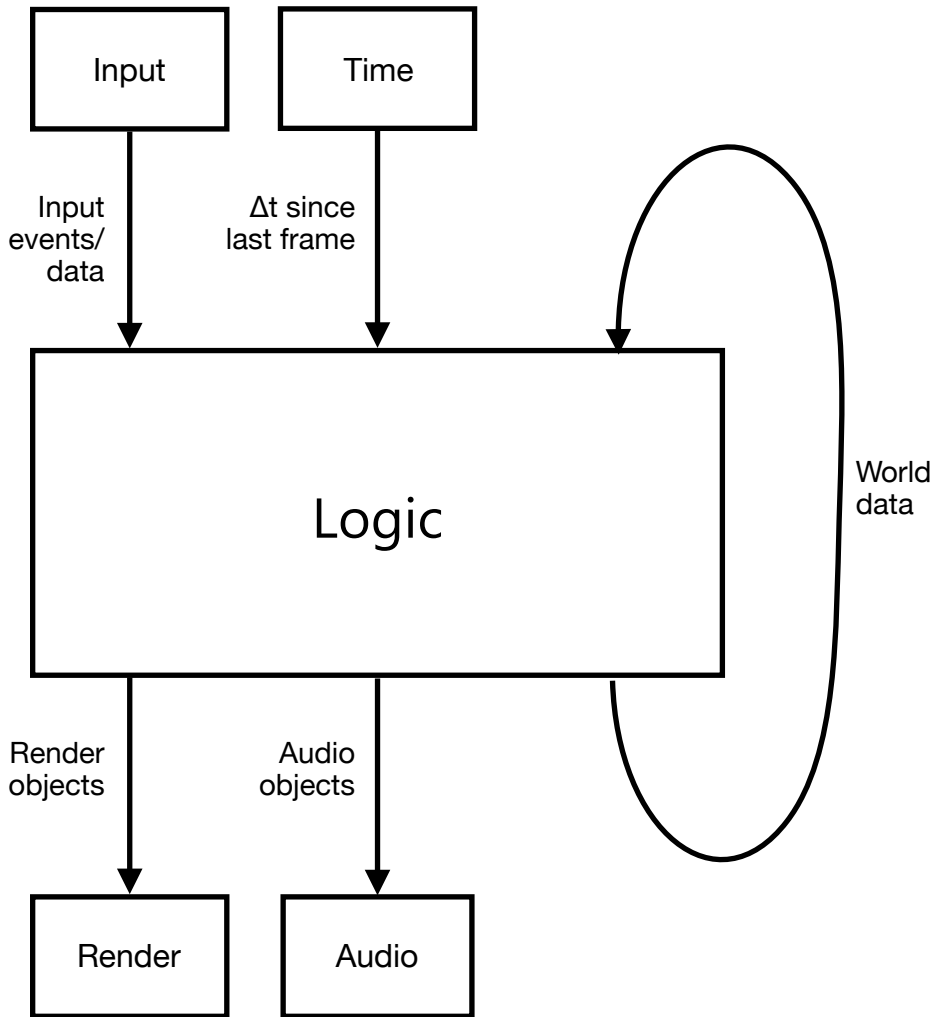 Input
Time
Input
events/
data
Δt since
last frame
Logic
World
data
Render
objects
Audio
objects
Render
Audio